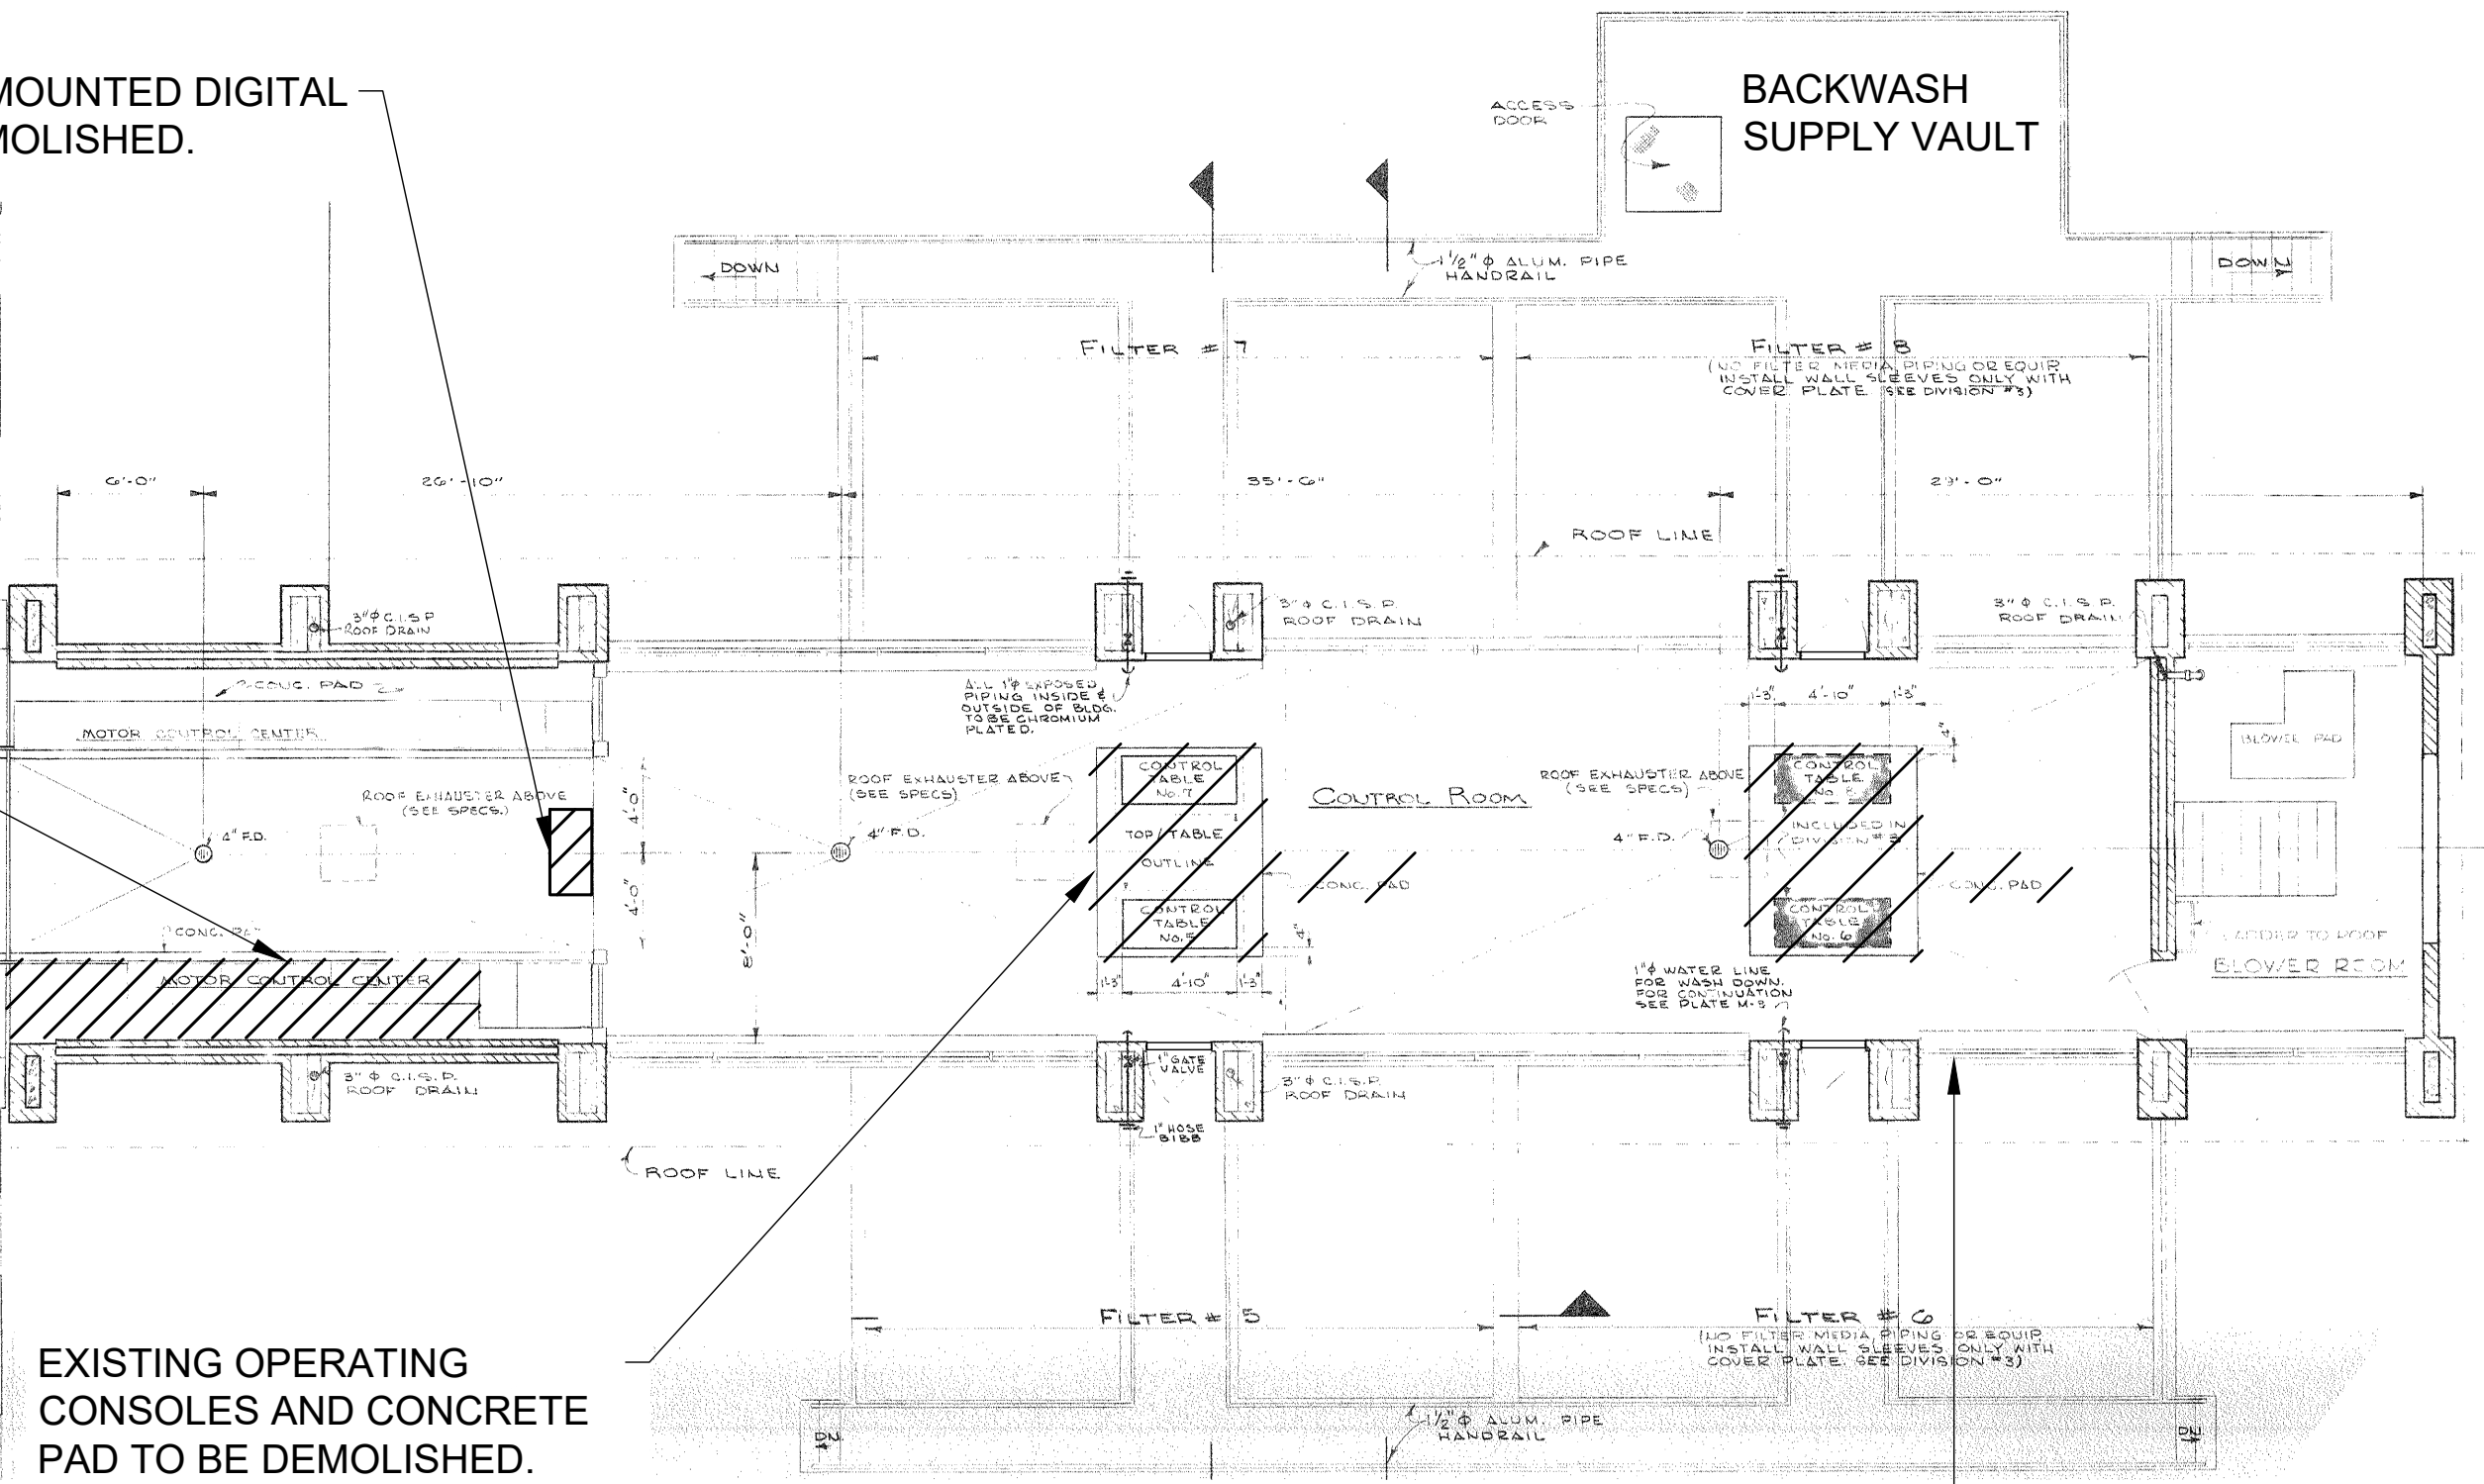 MOUNTED DIGITAL
MOLISHED.
BACKWASH
SUPPLY VAULT
ACCESS
DOOR
DOWN
1 1/2" Φ ALUM. PIPE
HANDRAIL
DOWN
FILTER # 7
FILTER # 8
(NO FILTER MEDIA, PIPING OR EQUIP.
INSTALL WALL SLEEVES ONLY WITH
COVER PLATE SEE DIVISION #3)
6'-0"
26'-10"
35'-6"
29'-0"
ROOF LINE
3"Φ C.I.S.P.
ROOF DRAIN
3"Φ C.I.S.P.
ROOF DRAIN
3"Φ C.I.S.P.
ROOF DRAIN
CONC. PAD
MOTOR CONTROL CENTER
ALL 1"Φ EXPOSED
PIPING INSIDE &
OUTSIDE OF BLDG.
TO BE CHROMIUM
PLATED.
1'-3" 4'-10" 1'-3"
4"
BLOWER PAD
ROOF EXHAUSTER ABOVE
(SEE SPECS.)
4'-0"
4'-0"
ROOF EXHAUSTER ABOVE
(SEE SPECS)
CONTROL
TABLE
No. 7
TOP/TABLE
OUTLINE
CONTROL
TABLE
CONTROL ROOM
ROOF EXHAUSTER ABOVE
(SEE SPECS)
CONTROL
TABLE
No. 8
INCLUDED IN
DIVISION #3
CONTROL
TABLE
No. 6
4" F.D.
4" F.D.
4" F.D.
CONC. PAD
CONC. PAD
8'-0"
4"
CONC. PAD
MOTOR CONTROL CENTER
1'-3" 4'-10" 1'-3"
LADDER TO ROOF
BLOWER ROOM
1"Φ WATER LINE
FOR WASH DOWN.
FOR CONTINUATION
SEE PLATE
3" Φ C.I.S.P.
ROOF DRAIN
1" GATE
VALVE
3"Φ C.I.S.P.
ROOF DRAIN
1" HOSE
BIBB
ROOF LINE
FILTER # 5
FILTER # 6
(NO FILTER MEDIA, PIPING OR EQUIP.
INSTALL WALL SLEEVES ONLY WITH
COVER PLATE. SEE DIVISION #3)
EXISTING OPERATING
CONSOLES AND CONCRETE
PAD TO BE DEMOLISHED.
1 1/2" Φ ALUM. PIPE
HANDRAIL
DN.
DN